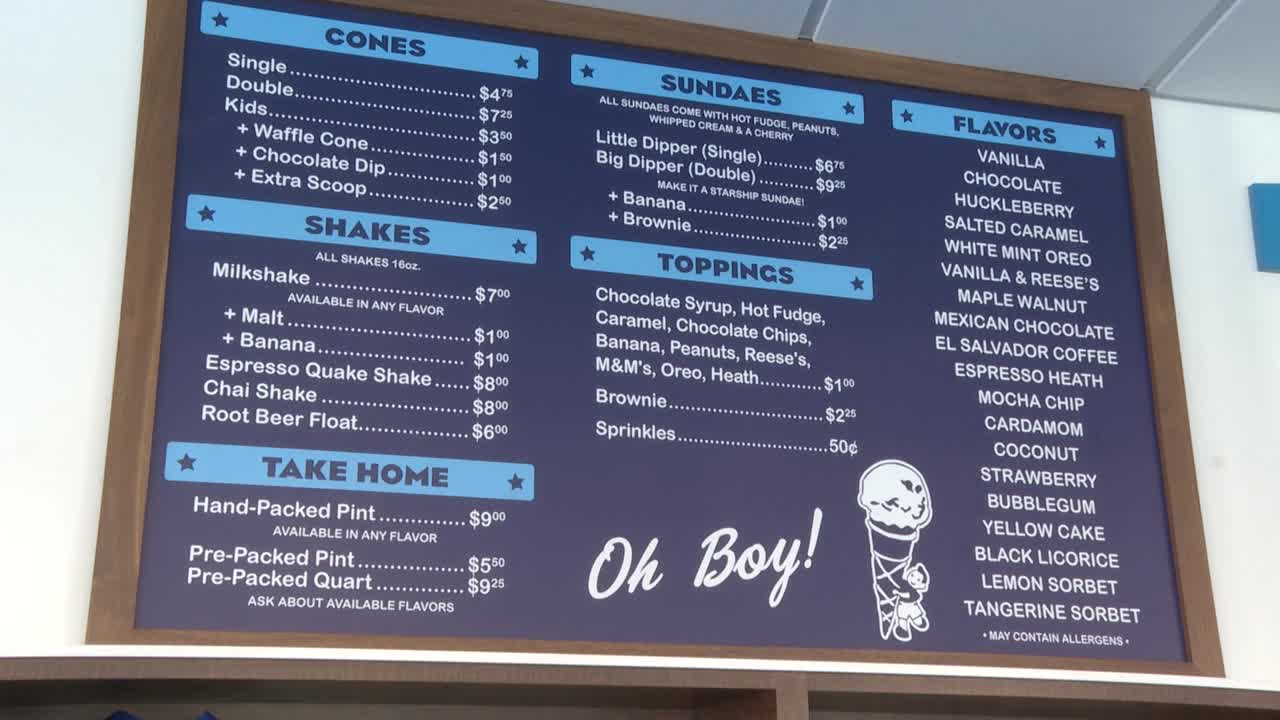 CONES
Single........................$4.75
Double........................$7.25
Kids........................$3.50
+ Waffle Cone................$1.50
+ Chocolate Dip..............$1.00
+ Extra Scoop................$2.50
SHAKES
ALL SHAKES 16oz.
Milkshake ........................$7.00
AVAILABLE IN ANY FLAVOR
+ Malt........................$1.00
+ Banana........................ $1.00
Espresso Quake Shake ......$8.00
Chai Shake ........................$8.00
Root Beer Float..................$6.00
TAKE HOME
Hand-Packed Pint ...............$9.00
AVAILABLE IN ANY FLAVOR
Pre-Packed Pint ..................$5.50
Pre-Packed Quart ...............$9.25
ASK ABOUT AVAILABLE FLAVORS
SUNDAES
ALL SUNDAES COME WITH HOT FUDGE, PEANUTS,
WHIPPED CREAM & A CHERRY
Little Dipper (Single)..........$6.75
Big Dipper (Double) ..........$9.25
MAKE IT A STARSHIP SUNDAE!
+ Banana........................$1.00
+ Brownie........................$2.25
TOPPINGS
Chocolate Syrup, Hot Fudge,
Caramel, Chocolate Chips,
Banana, Peanuts, Reese's,
M&M's, Oreo, Heath............$1.00
Brownie........................$2.25
Sprinkles........................50¢
Oh Boy!
FLAVORS
VANILLA
CHOCOLATE
HUCKLEBERRY
SALTED CARAMEL
WHITE MINT OREO
VANILLA & REESE'S
MAPLE WALNUT
MEXICAN CHOCOLATE
EL SALVADOR COFFEE
ESPRESSO HEATH
MOCHA CHIP
CARDAMOM
COCONUT
STRAWBERRY
BUBBLEGUM
YELLOW CAKE
BLACK LICORICE
LEMON SORBET
TANGERINE SORBET
• MAY CONTAIN ALLERGENS •